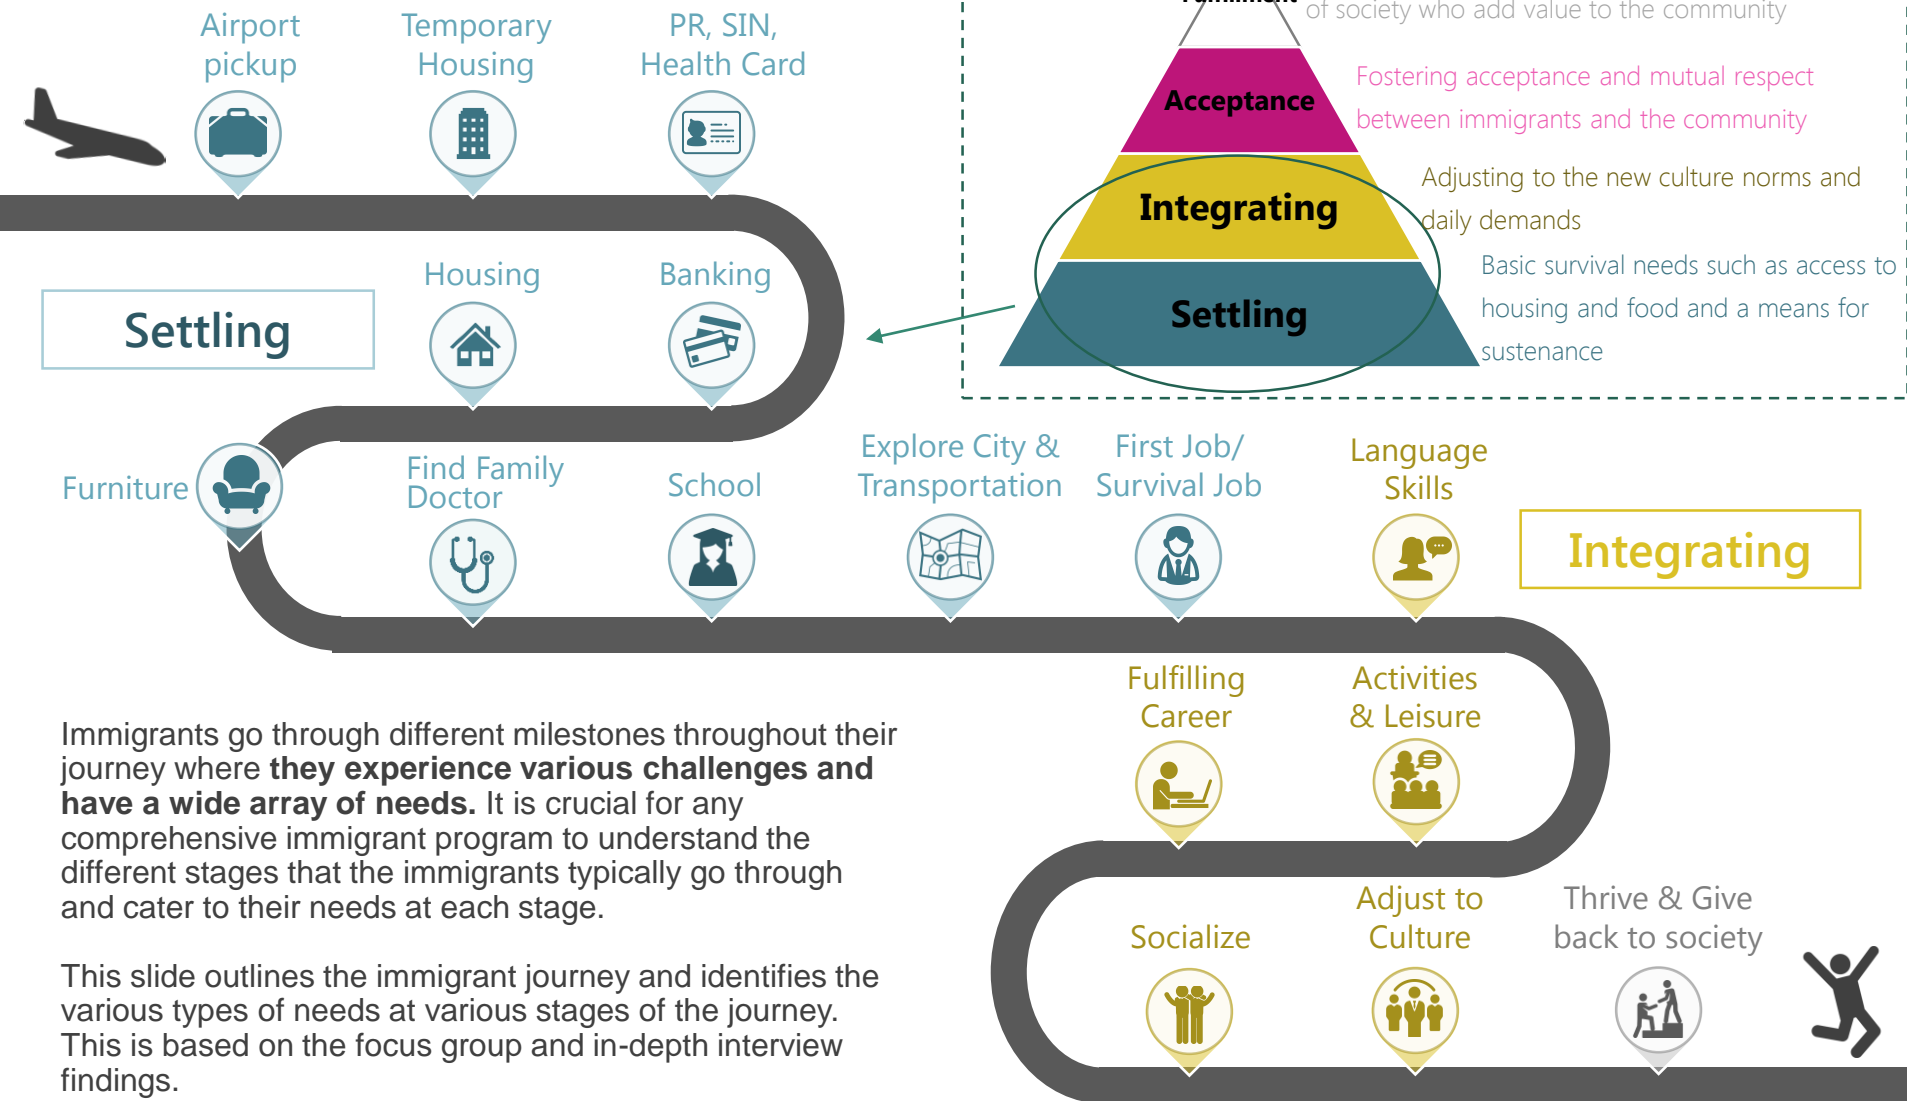 Airport
pickup
Temporary
Housing
PR, SIN,
Health Card
Fulfillment
of society who add value to the community
Acceptance
Fostering acceptance and mutual respect
between immigrants and the community
Integrating
Adjusting to the new culture norms and
daily demands
Settling
Basic survival needs such as access to
housing and food and a means for
sustenance
Settling
Housing
Banking
Furniture
Find Family
Doctor
School
Explore City &
Transportation
First Job/
Survival Job
Language
Skills
Integrating
Fulfilling
Career
Activities
& Leisure
Socialize
Adjust to
Culture
Thrive & Give
back to society
Immigrants go through different milestones throughout their
journey where they experience various challenges and
have a wide array of needs. It is crucial for any
comprehensive immigrant program to understand the
different stages that the immigrants typically go through
and cater to their needs at each stage.
This slide outlines the immigrant journey and identifies the
various types of needs at various stages of the journey.
This is based on the focus group and in-depth interview
findings.